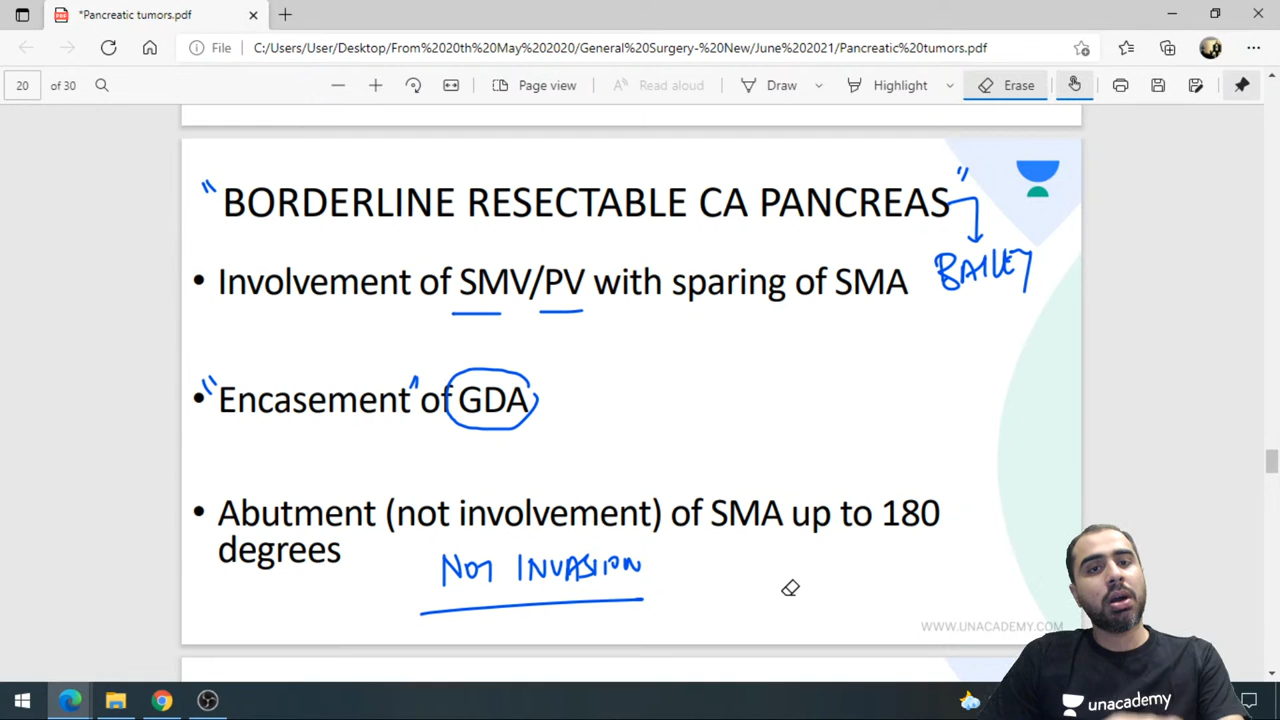 *Pancreatic tumors.pdf
File C:/Users/User/Desktop/From%2020th%20May%202020/General%20Surgery-%20New/June%202021/Pancreatic%20tumors.pdf
20 of 30 Page view Read aloud Draw Highlight Erase
"BORDERLINE RESECTABLE CA PANCREAS"
BAILEY
• Involvement of SMV/PV with sparing of SMA
• "Encasement" of GDA
• Abutment (not involvement) of SMA up to 180
degrees
NOT INVASION
WWW.UNACADEMY.COM
unacademy